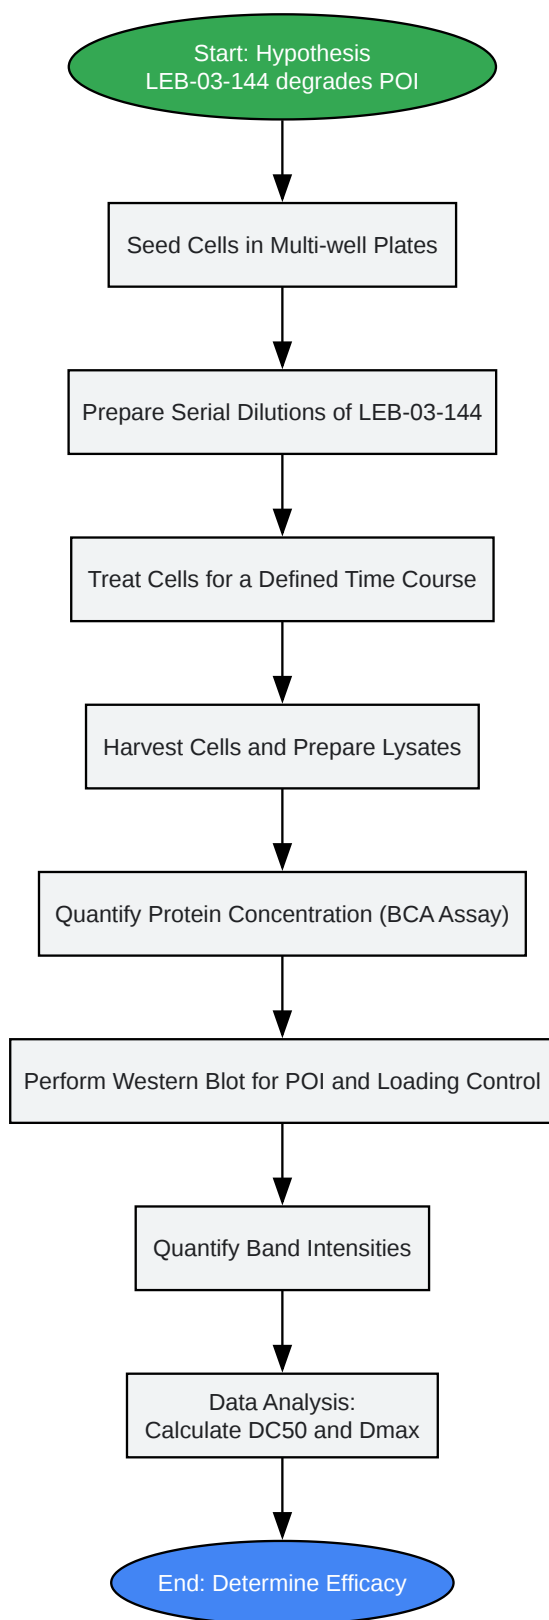 Start: Hypothesis
LEB-03-144 degrades POI
Seed Cells in Multi-well Plates
Prepare Serial Dilutions of LEB-03-144
Treat Cells for a Defined Time Course
Harvest Cells and Prepare Lysates
Quantify Protein Concentration (BCA Assay)
Perform Western Blot for POI and Loading Control
Quantify Band Intensities
Data Analysis:
Calculate DC50 and Dmax
End: Determine Efficacy